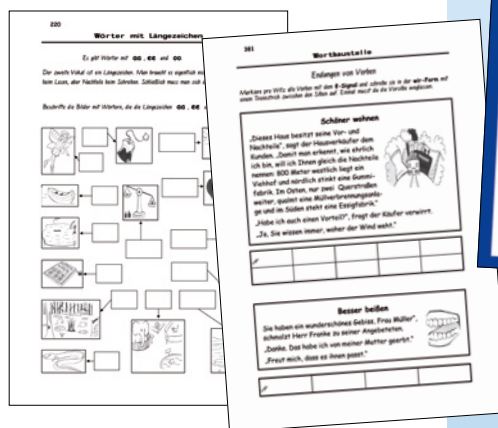 220
Wörter mit Längezeichen
Es gibt Wörter mit aa, ee und oo.
Der zweite Vokal ist ein Längezeichen. Man braucht es eigentlich
beim Lesen, aber Nachteile beim Schreiben. Schließlich muss man sich
Beschrifte die Bilder mit Wörtern, die die Längezeichen aa, ee
381
Wortbausteine
Endungen von Verben
Markiere pro Witz alle Verben mit dem und schreibe sie in der wir-Form mit
einem Trennstrich zwischen den Silben auf. Einmal musst du die Vorsilbe weglassen.
Schöner wohnen
„Dieses Haus besitzt seine Vor- und
Nachteile“, sagt der Hausverkäufer dem
Kunden. „Damit man erkennt, wie ehrlich
ich bin, will ich Ihnen gleich die Nachteile
nennen: 800 Meter westlich liegt ein
Viehhof und nördlich stinkt eine Gummi-
fabrik. Im Osten, nur zwei Querstraßen
weiter, qualmt eine Müllverbrennungsanla-
ge und im Süden steht eine Essigfabrik.“
„Habe ich auch einen Vorteil?“, fragt der Käufer verwirrt.
„Ja, Sie wissen immer, woher der Wind weht.“
Besser beißen
Sie haben ein wunderschönes Gebiss, Frau Müller“,
schmalzt Herr Franke zu seiner Angebeteten.
„Danke. Das habe ich von meiner Mutter geerbt.“
„Freut mich, dass es ihnen passt.“